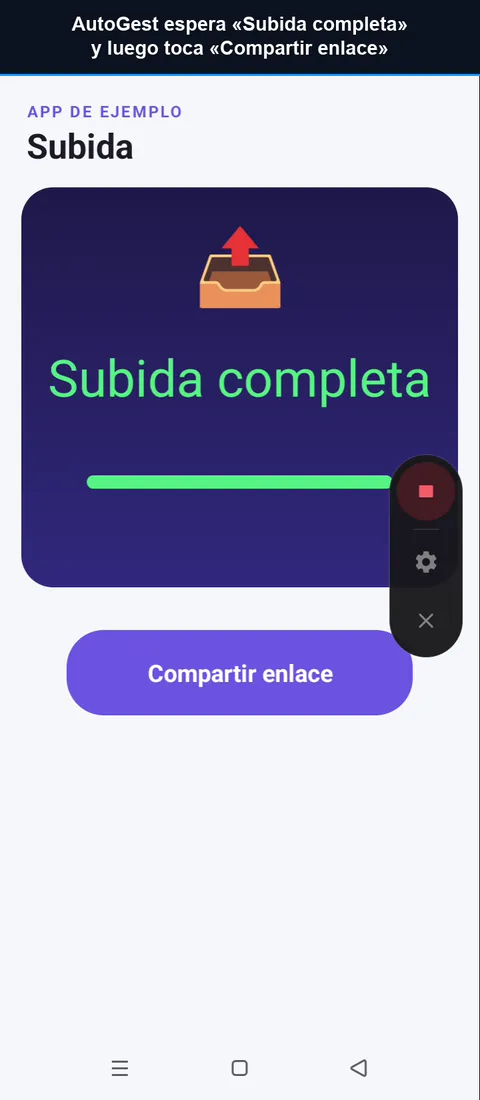 AutoGest espera «Subida completa»
y luego toca «Compartir enlace»
APP DE EJEMPLO
Subida
Subida completa
Compartir enlace